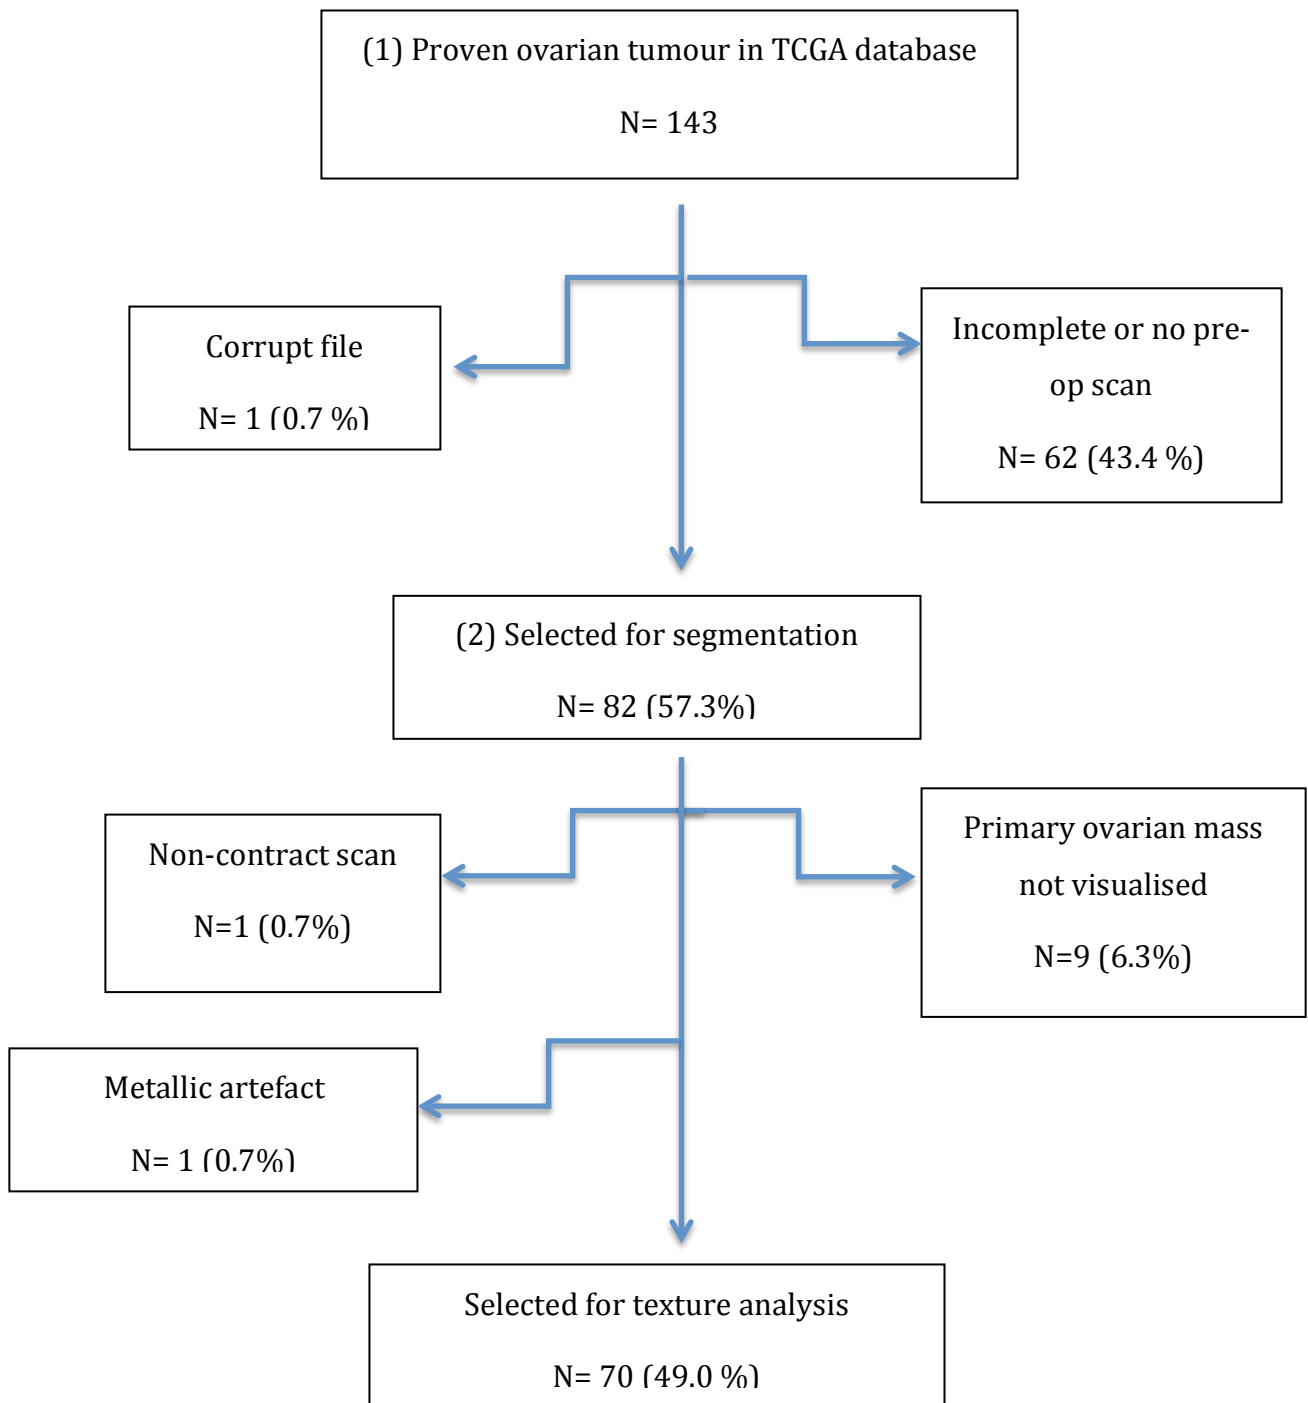 (1) Proven ovarian tumour in TCGA database
N= 143
Corrupt file
N= 1 (0.7 %)
Incomplete or no pre-
op scan
N= 62 (43.4 %)
(2) Selected for segmentation
N= 82 (57.3%)
Non-contract scan
N=1 (0.7%)
Primary ovarian mass
not visualised
N=9 (6.3%)
Metallic artefact
N= 1 (0.7%)
Selected for texture analysis
N= 70 (49.0 %)